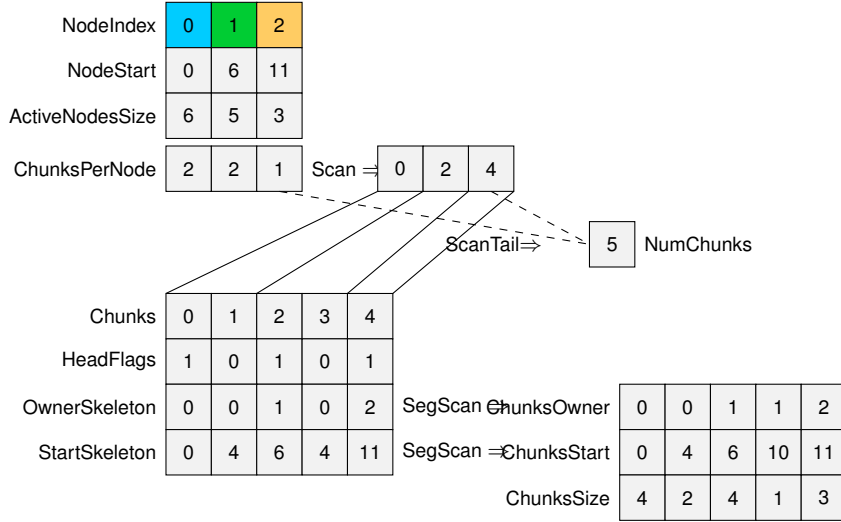 NodeIndex 0 1 2
NodeStart 0 6 11
ActiveNodesSize 6 5 3
ChunksPerNode 2 2 1 Scan ⇒ 0 2 4
ScanTail⇒ 5 NumChunks
Chunks 0 1 2 3 4
HeadFlags 1 0 1 0 1
OwnerSkeleton 0 0 1 0 2 SegScan ⇒ ChunksOwner 0 0 1 1 2
StartSkeleton 0 4 6 4 11 SegScan ⇒ ChunksStart 0 4 6 10 11
ChunksSize 4 2 4 1 3